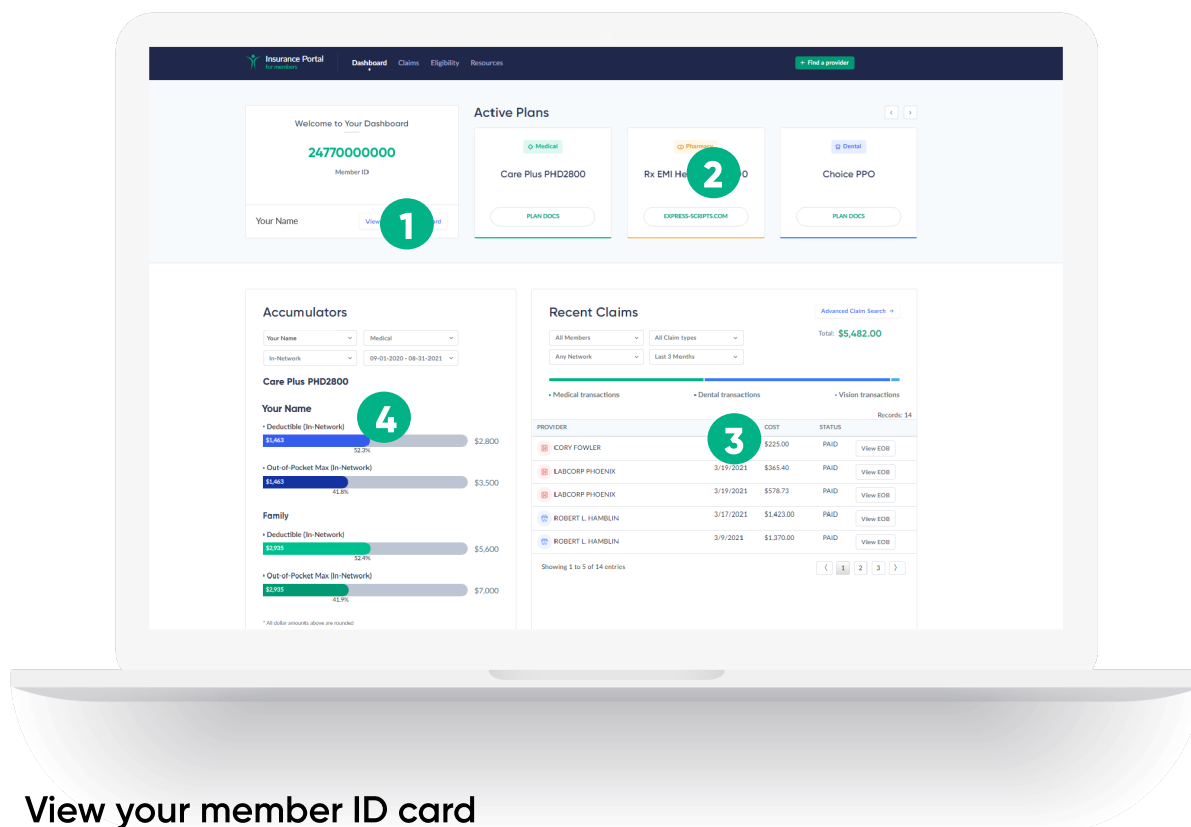 Insurance Portal
for members
Dashboard Claims Eligibility Resources
+ Find a provider
Welcome to Your Dashboard
24770000000
Member ID
Your Name
1
Active Plans
Medical
Care Plus PHD2800
PLAN DOCS
Pharmacy
Rx EMI
2
EXPRESS-SCRIPTS.COM
Dental
Choice PPO
PLAN DOCS
Accumulators
Your Name Medical
In-Network 09-01-2020 - 08-31-2021
Care Plus PHD2800
Your Name
4
• Deductible (In-Network)
$1,463 $2,800
52.3%
• Out-of-Pocket Max (In-Network)
$1,463 $3,500
41.8%
Family
• Deductible (In-Network)
$2,935 $5,600
52.4%
• Out-of-Pocket Max (In-Network)
$2,935 $7,000
41.9%
* All dollar amounts above are rounded
Recent Claims
Advanced Claim Search →
All Members All Claim types
Total: $5,482.00
Any Network Last 3 Months
• Medical transactions • Dental transactions • Vision transactions
Records: 14
PROVIDER COST STATUS
3
CORY FOWLER $225.00 PAID View EOB
LABCORP PHOENIX 3/19/2021 $365.40 PAID View EOB
LABCORP PHOENIX 3/19/2021 $578.73 PAID View EOB
ROBERT L. HAMBLIN 3/17/2021 $1,423.00 PAID View EOB
ROBERT L. HAMBLIN 3/9/2021 $1,370.00 PAID View EOB
Showing 1 to 5 of 14 entries
1 2 3
View your member ID card